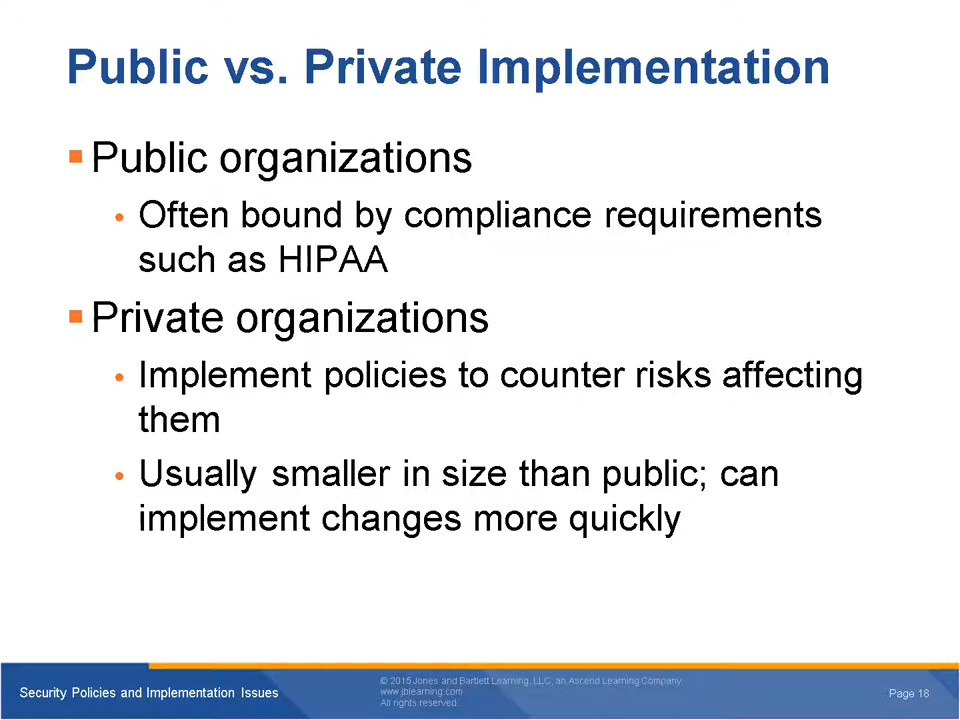 Public vs. Private Implementation
Public organizations
Often bound by compliance requirements
such as HIPAA
Private organizations
Implement policies to counter risks affecting
them
Usually smaller in size than public; can
implement changes more quickly
Security Policies and Implementation Issues
© 2015 Jones and Bartlett Learning, LLC, an Ascend Learning Company
www.jblearning.com
All rights reserved.
Page 18